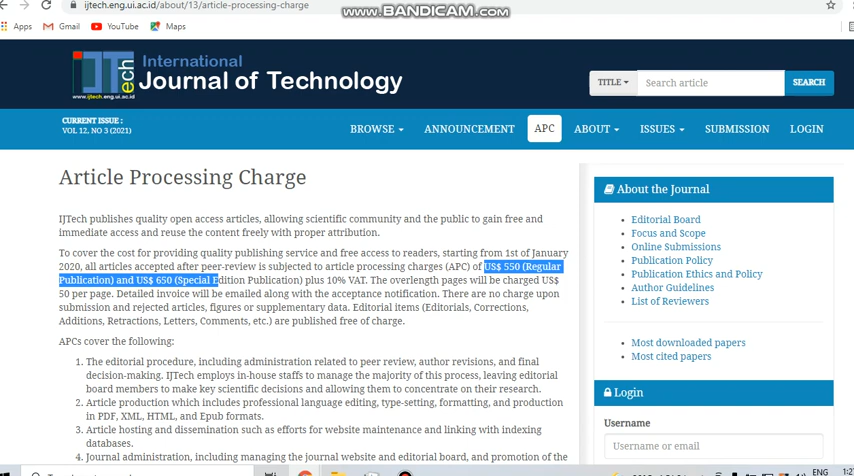 ijtech.eng.ui.ac.id/about/13/article-processing-charge
www.BANDICAM.com
Apps Gmail YouTube Maps
International
Journal of Technology
IJTech
www.ijtech.eng.ui.ac.id
TITLE Search article SEARCH
CURRENT ISSUE :
VOL 12, NO 3 (2021)
BROWSE ANNOUNCEMENT APC ABOUT ISSUES SUBMISSION LOGIN
Article Processing Charge
IJTech publishes quality open access articles, allowing scientific community and the public to gain free and
immediate access and reuse the content freely with proper attribution.
To cover the cost for providing quality publishing service and free access to readers, starting from 1st of January
2020, all articles accepted after peer-review is subjected to article processing charges (APC) of US$ 550 (Regular
Publication) and US$ 650 (Special Edition Publication) plus 10% VAT. The overlength pages will be charged US$
50 per page. Detailed invoice will be emailed along with the acceptance notification. There are no charge upon
submission and rejected articles, figures or supplementary data. Editorial items (Editorials, Corrections,
Additions, Retractions, Letters, Comments, etc.) are published free of charge.
APCs cover the following:
1. The editorial procedure, including administration related to peer review, author revisions, and final
decision-making. IJTech employs in-house staffs to manage the majority of this process, leaving editorial
board members to make key scientific decisions and allowing them to concentrate on their research.
2. Article production which includes professional language editing, type-setting, formatting, and production
in PDF, XML, HTML, and Epub formats.
3. Article hosting and dissemination such as efforts for website maintenance and linking with indexing
databases.
4. Journal administration, including managing the journal website and editorial board, and promotion of the
About the Journal
Editorial Board
Focus and Scope
Online Submissions
Publication Policy
Publication Ethics and Policy
Author Guidelines
List of Reviewers
Most downloaded papers
Most cited papers
Login
Username
Username or email
ENG